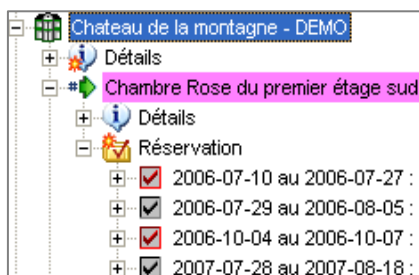 Chateau de la montagne - DEMO
Détails
Chambre Rose du premier étage sud
Détails
Réservation
2006-07-10 au 2006-07-27 :
2006-07-29 au 2006-08-05 :
2006-10-04 au 2006-10-07 :
2007-07-28 au 2007-08-18 :